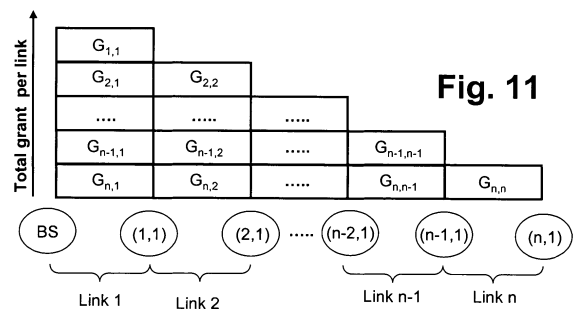 Total grant per link
G1,1
G2,1 G2,2
.... ..... .....
Gn-1,1 Gn-1,2 ..... Gn-1,n-1
Gn,1 Gn,2 ..... Gn,n-1 Gn,n
Fig. 11
BS (1,1) (2,1) ..... (n-2,1) (n-1,1) (n,1)
Link 1 Link 2 Link n-1 Link n